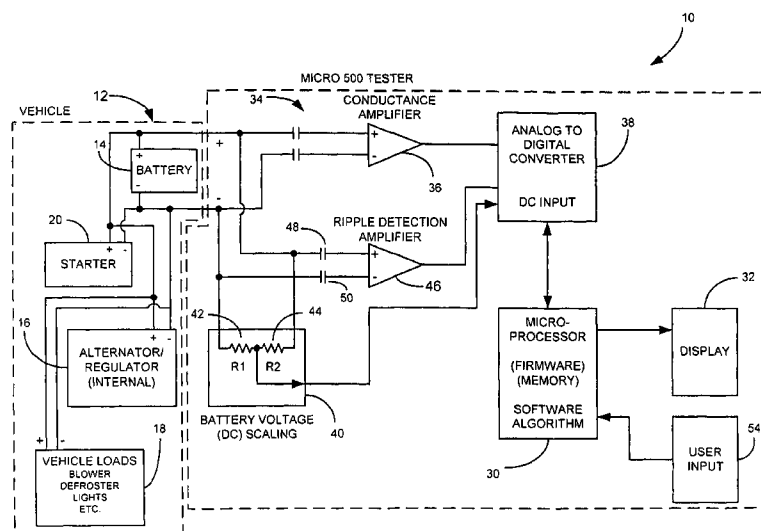 10
MICRO 500 TESTER
VEHICLE
12
34
CONDUCTANCE
AMPLIFIER
+
-
36
ANALOG TO
DIGITAL
CONVERTER
DC INPUT
38
14
+
BATTERY
-
+
-
20
+ -
STARTER
48
RIPPLE DETECTION
AMPLIFIER
+
-
50
46
42
44
R1
R2
BATTERY VOLTAGE
(DC) SCALING
40
16
+ -
ALTERNATOR/
REGULATOR
(INTERNAL)
+ -
18
VEHICLE LOADS
BLOWER
DEFROSTER
LIGHTS
ETC.
MICRO-
PROCESSOR
(FIRMWARE)
(MEMORY)
SOFTWARE
ALGORITHM
30
32
DISPLAY
54
USER
INPUT